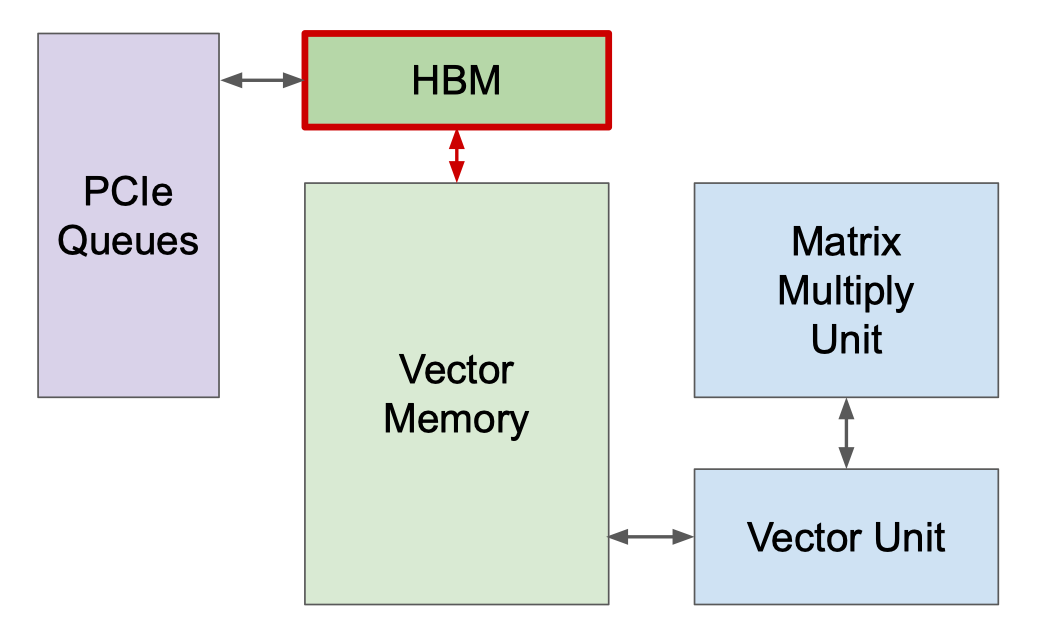 HBM
PCIe
Queues
Matrix
Multiply
Unit
Vector
Memory
Vector Unit